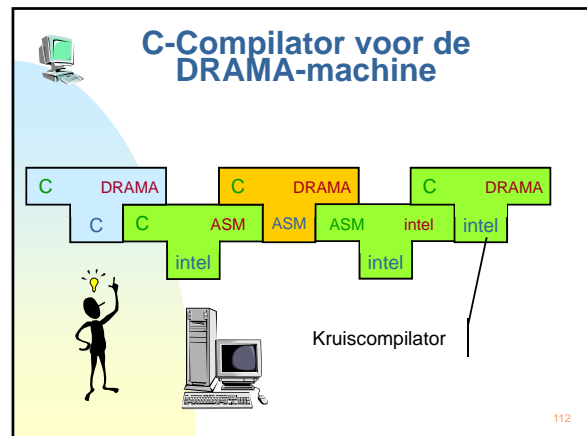 C-Compilator voor de
DRAMA-machine
C DRAMA C DRAMA C DRAMA
C C ASM ASM ASM intel intel
intel intel
Kruiscompilator
112